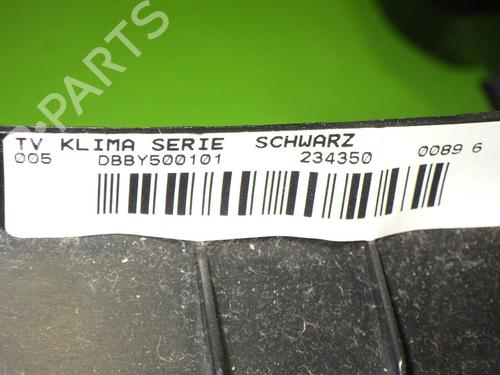 B PARTS
TV KLIMA SERIE SCHWARZ
005 DBBY500101 234350 0089 6